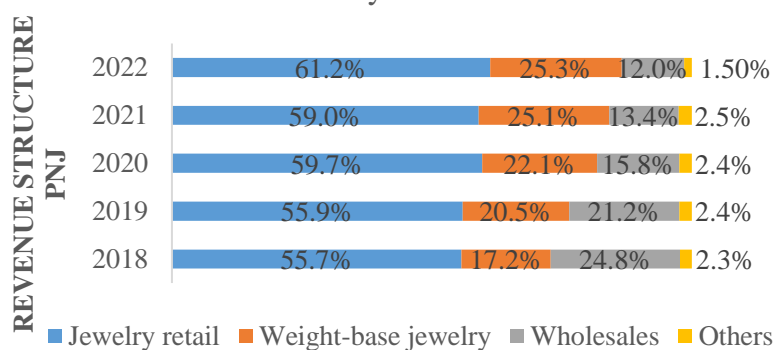 REVENUE STRUCTURE
PNJ
2022 61.2% 25.3% 12.0% 1.50%
2021 59.0% 25.1% 13.4% 2.5%
2020 59.7% 22.1% 15.8% 2.4%
2019 55.9% 20.5% 21.2% 2.4%
2018 55.7% 17.2% 24.8% 2.3%
Jewelry retail Weight-base jewelry Wholesales Others